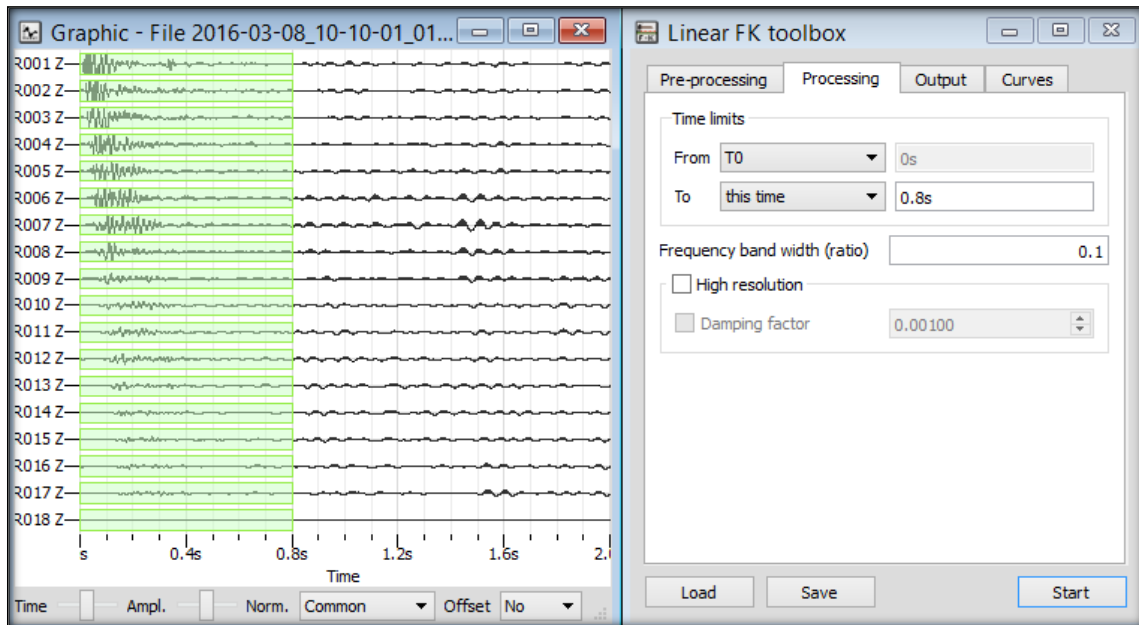 Graphic - File 2016-03-08_10-10-01_01...
R001 Z
R002 Z
R003 Z
R004 Z
R005 Z
R006 Z
R007 Z
R008 Z
R009 Z
R010 Z
R011 Z
R012 Z
R013 Z
R014 Z
R015 Z
R016 Z
R017 Z
R018 Z
s 0.4s 0.8s 1.2s 1.6s 2.
Time
Time Ampl. Norm. Common Offset No
Linear FK toolbox
Pre-processing Processing Output Curves
Time limits
From T0 0s
To this time 0.8s
Frequency band width (ratio) 0.1
High resolution
Damping factor 0.00100
Load Save Start